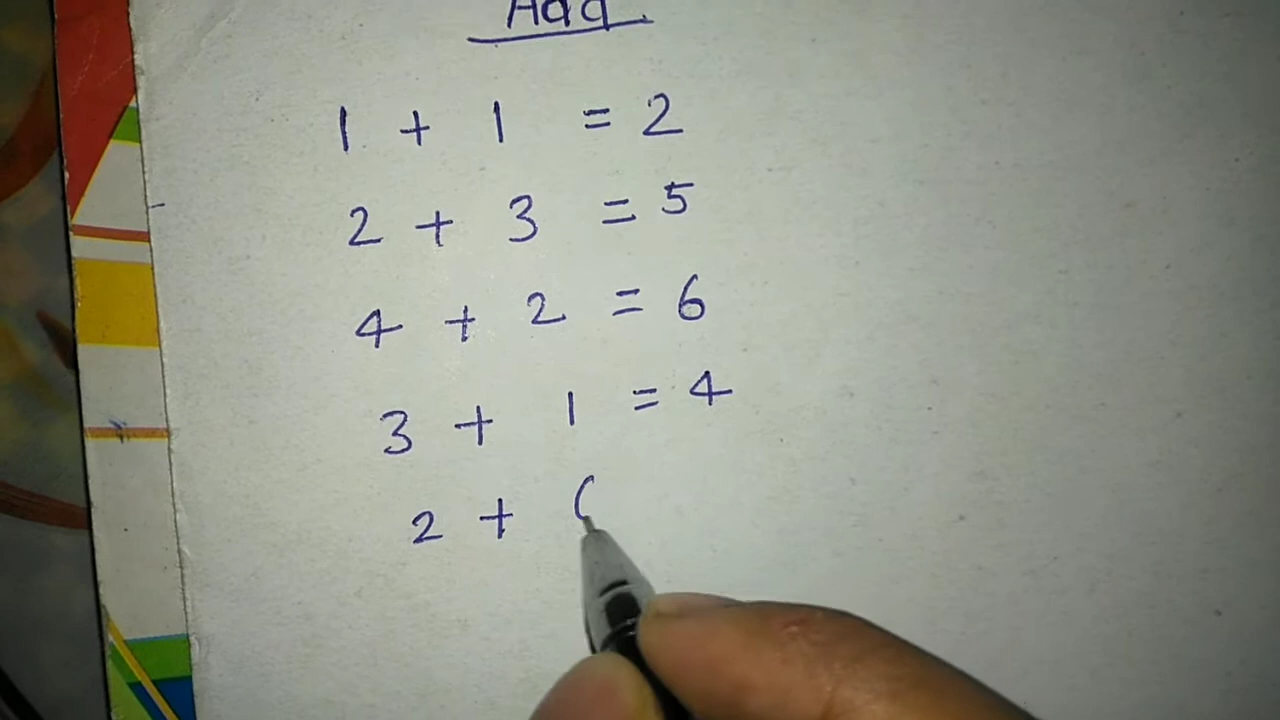 Add
1 + 1 = 2
2 + 3 = 5
4 + 2 = 6
3 + 1 = 4
2 +